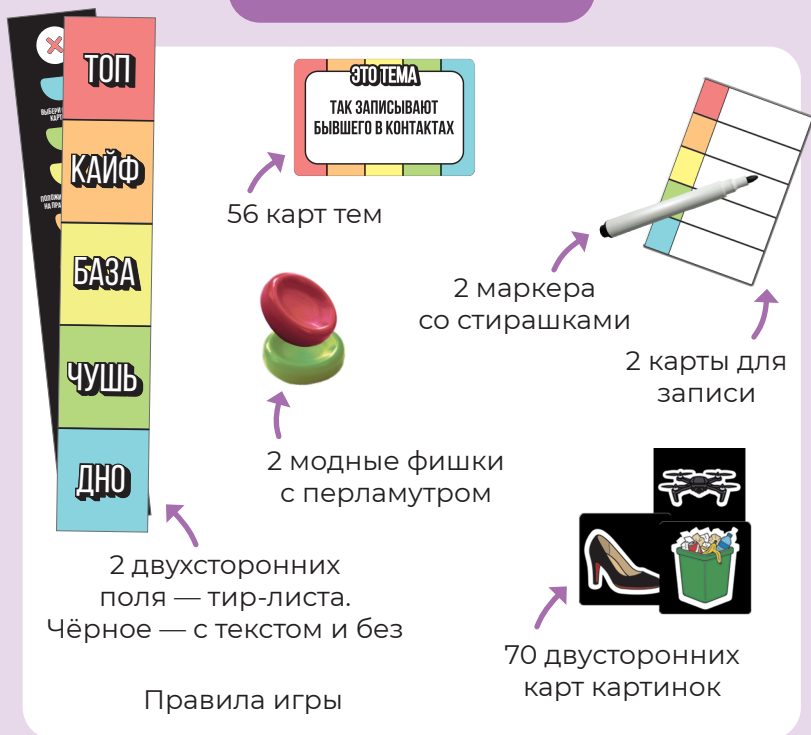 ТОП
КАЙФ
БАЗА
ЧУШЬ
ДНО
ЭТО ТЕМА
ТАК ЗАПИСЫВАЮТ
БЫВШЕГО В КОНТАКТАХ
56 карт тем
2 маркера
со стирашками
2 карты для
записи
2 модные фишки
с перламутром
2 двухсторонних
поля — тир-листа.
Чёрное — с текстом и без
70 двусторонних
карт картинок
Правила игры